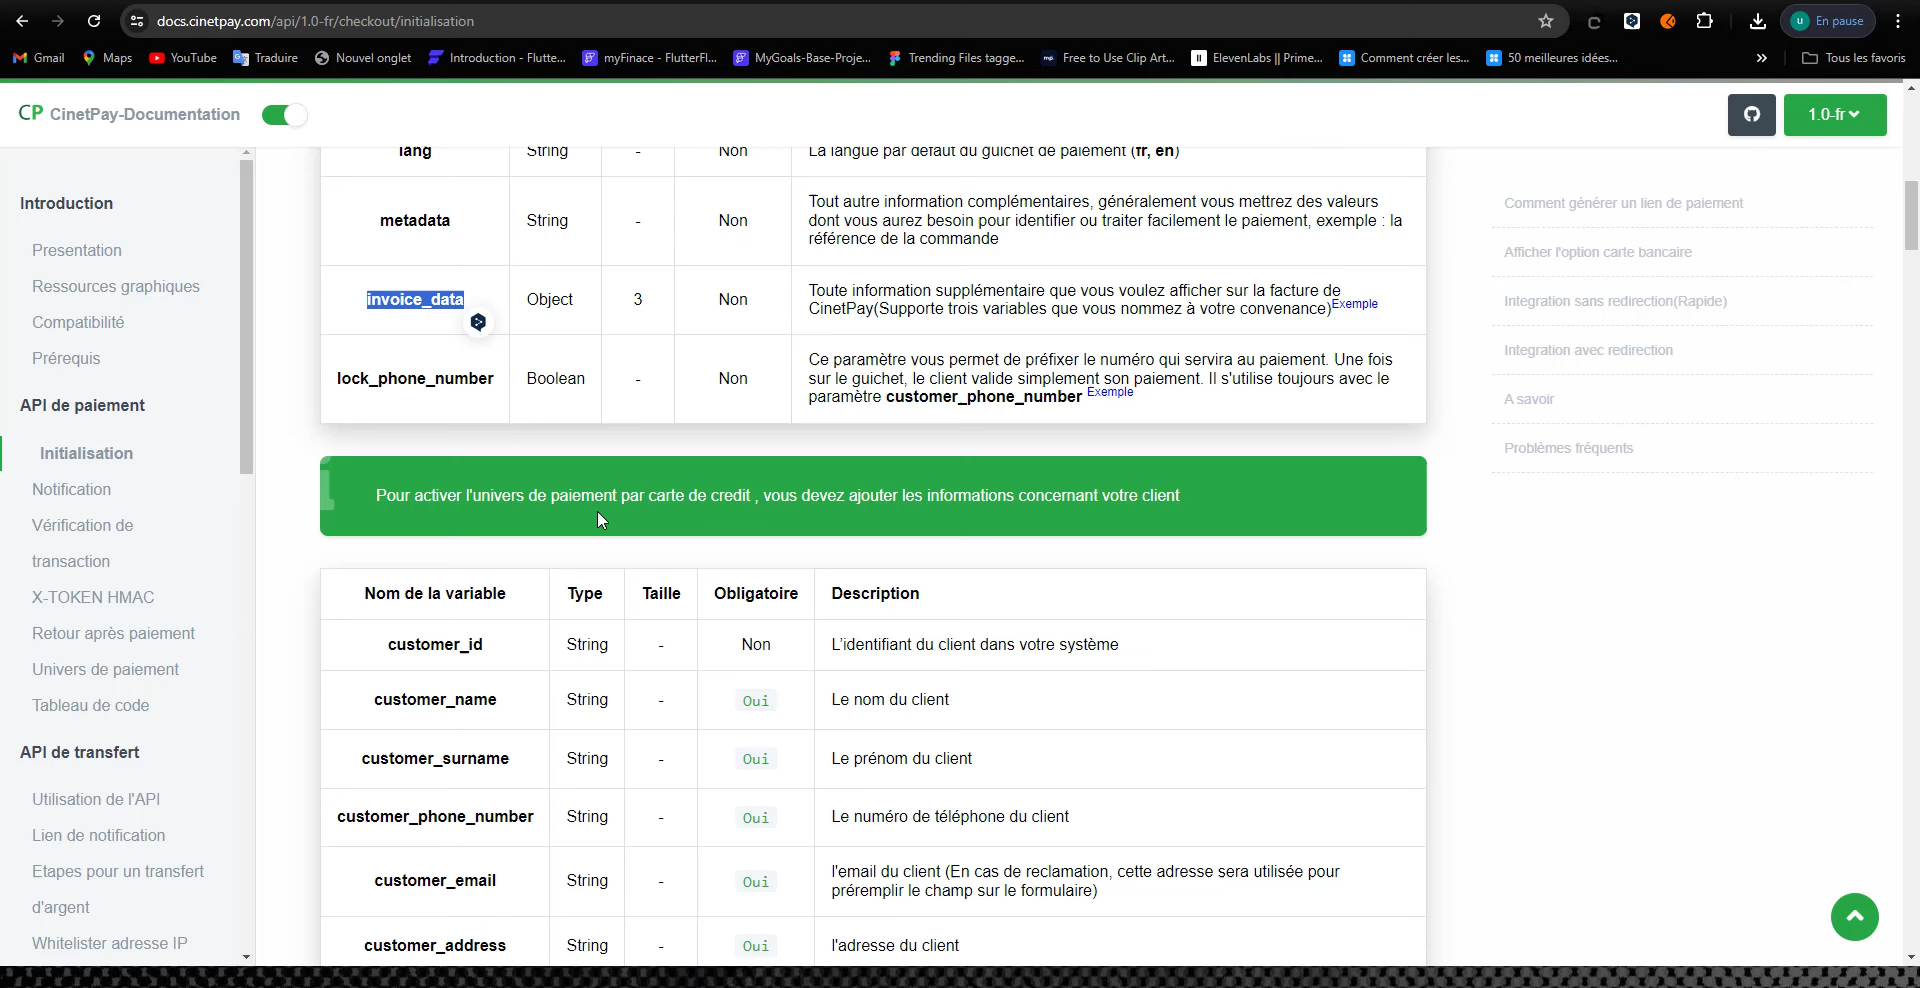 docs.cinetpay.com/api/1.0-fr/checkout/initialisation
En pause
Gmail Maps YouTube Traduire Nouvel onglet Introduction - Flutte... myFinace - FlutterFl... MyGoals-Base-Proje... Trending Files tagge... Free to Use Clip Art... ElevenLabs || Prime... Comment créer les... 50 meilleures idées... » Tous les favoris
CP CinetPay-Documentation
1.0-fr
Introduction
Presentation
Ressources graphiques
Compatibilité
Prérequis
API de paiement
Initialisation
Notification
Vérification de
transaction
X-TOKEN HMAC
Retour après paiement
Univers de paiement
Tableau de code
API de transfert
Utilisation de l'API
Lien de notification
Etapes pour un transfert
d'argent
Whitelister adresse IP
lang String - Non La langue par défaut du guichet de paiement (fr, en)
metadata String - Non Tout autre information complémentaires, généralement vous mettrez des valeurs
dont vous aurez besoin pour identifier ou traiter facilement le paiement, exemple : la
référence de la commande
invoice_data Object 3 Non Toute information supplémentaire que vous voulez afficher sur la facture de
CinetPay(Supporte trois variables que vous nommez à votre convenance)Exemple
lock_phone_number Boolean - Non Ce paramètre vous permet de préfixer le numéro qui servira au paiement. Une fois
sur le guichet, le client valide simplement son paiement. Il s'utilise toujours avec le
paramètre customer_phone_number Exemple
Pour activer l'univers de paiement par carte de credit , vous devez ajouter les informations concernant votre client
Nom de la variable Type Taille Obligatoire Description
customer_id String - Non L'identifiant du client dans votre système
customer_name String - Oui Le nom du client
customer_surname String - Oui Le prénom du client
customer_phone_number String - Oui Le numéro de téléphone du client
customer_email String - Oui l'email du client (En cas de reclamation, cette adresse sera utilisée pour
préremplir le champ sur le formulaire)
customer_address String - Oui l'adresse du client
Comment générer un lien de paiement
Afficher l'option carte bancaire
Integration sans redirection(Rapide)
Integration avec redirection
A savoir
Problèmes fréquents